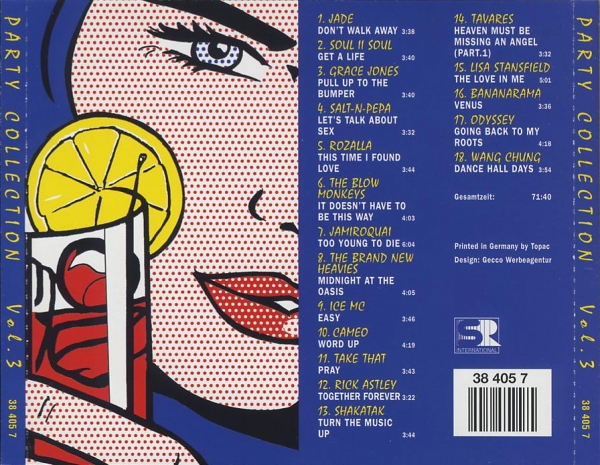 PARTY COLLECTION Vol. 3 38 405 7
1. JADE
DON'T WALK AWAY 3:38
2. SOUL II SOUL
GET A LIFE 3:40
3. GRACE JONES
PULL UP TO THE
BUMPER 3:40
4. SALT-N-PEPA
LET'S TALK ABOUT
SEX 3:32
5. ROZALLA
THIS TIME I FOUND
LOVE 3:44
6. THE BLOW
MONKEYS
IT DOESN'T HAVE TO
BE THIS WAY 4:03
7. JAMIROQUAI
TOO YOUNG TO DIE 6:04
8. THE BRAND NEW
HEAVIES
MIDNIGHT AT THE
OASIS 4:05
9. ICE MC
EASY 3:46
10. CAMEO
WORD UP 4:19
11. TAKE THAT
PRAY 3:43
12. RICK ASTLEY
TOGETHER FOREVER 3:22
13. SHAKATAK
TURN THE MUSIC
UP 3:44
14. TAVARES
HEAVEN MUST BE
MISSING AN ANGEL
(PART.1) 3:32
15. LISA STANSFIELD
THE LOVE IN ME 5:01
16. BANANARAMA
VENUS 3:36
17. ODYSSEY
GOING BACK TO MY
ROOTS 4:18
18. WANG CHUNG
DANCE HALL DAYS 3:54
Gesamtzeit: 71:40
Printed in Germany by Topac
Design: Gecco Werbeagentur
SR
INTERNATIONAL
38 405 7
PARTY COLLECTION Vol. 3 38 405 7